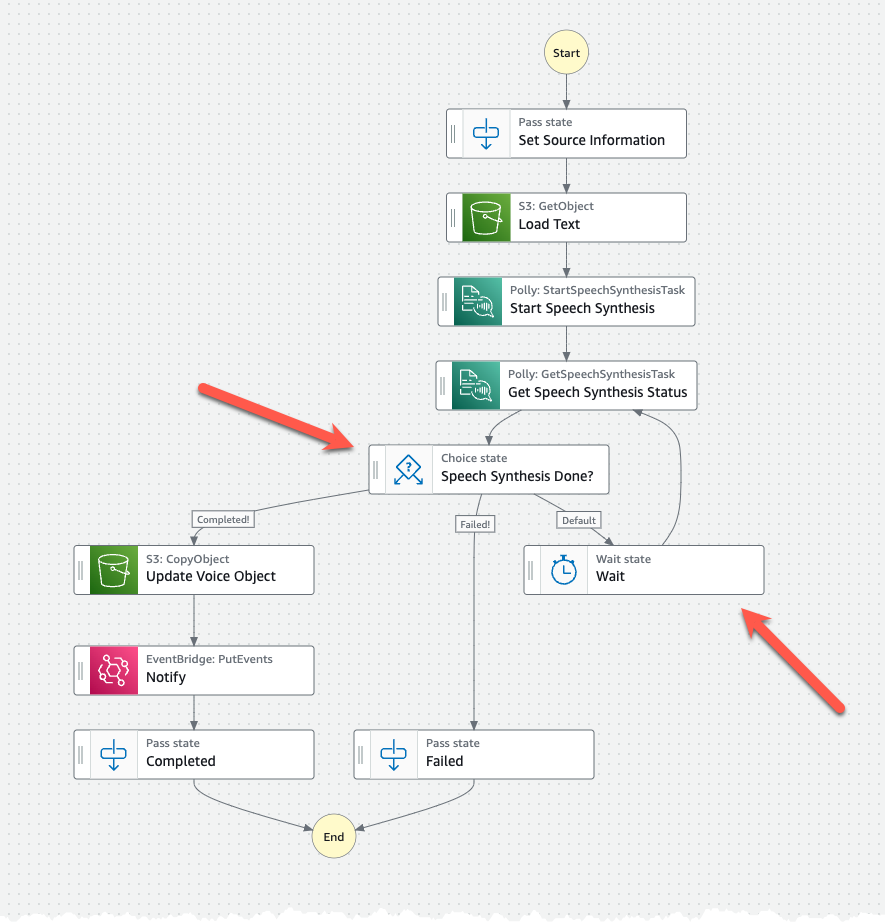 Start
Pass state
Set Source Information
S3: GetObject
Load Text
Polly: StartSpeechSynthesisTask
Start Speech Synthesis
Polly: GetSpeechSynthesisTask
Get Speech Synthesis Status
Choice state
Speech Synthesis Done?
Completed!
Failed!
Default
S3: CopyObject
Update Voice Object
Wait state
Wait
EventBridge: PutEvents
Notify
Pass state
Completed
Pass state
Failed
End